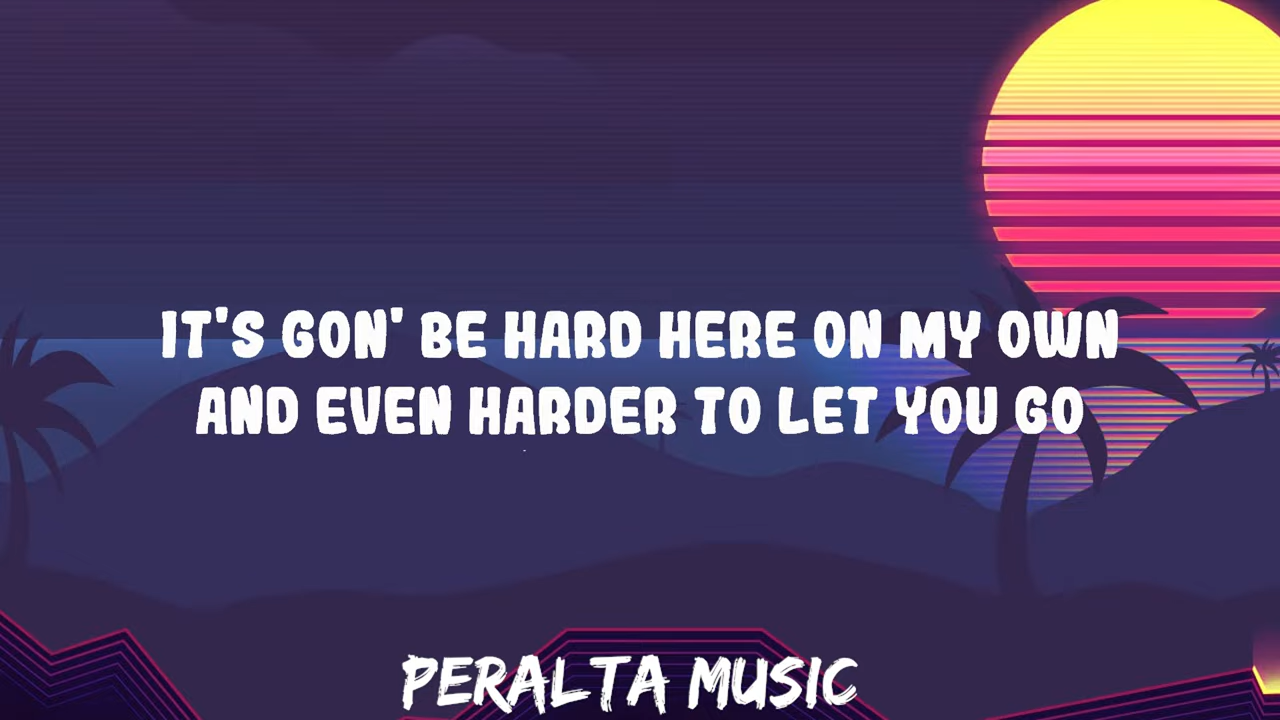 IT'S GON' BE HARD HERE ON MY OWN
AND EVEN HARDER TO LET YOU GO
PERALTA MUSIC